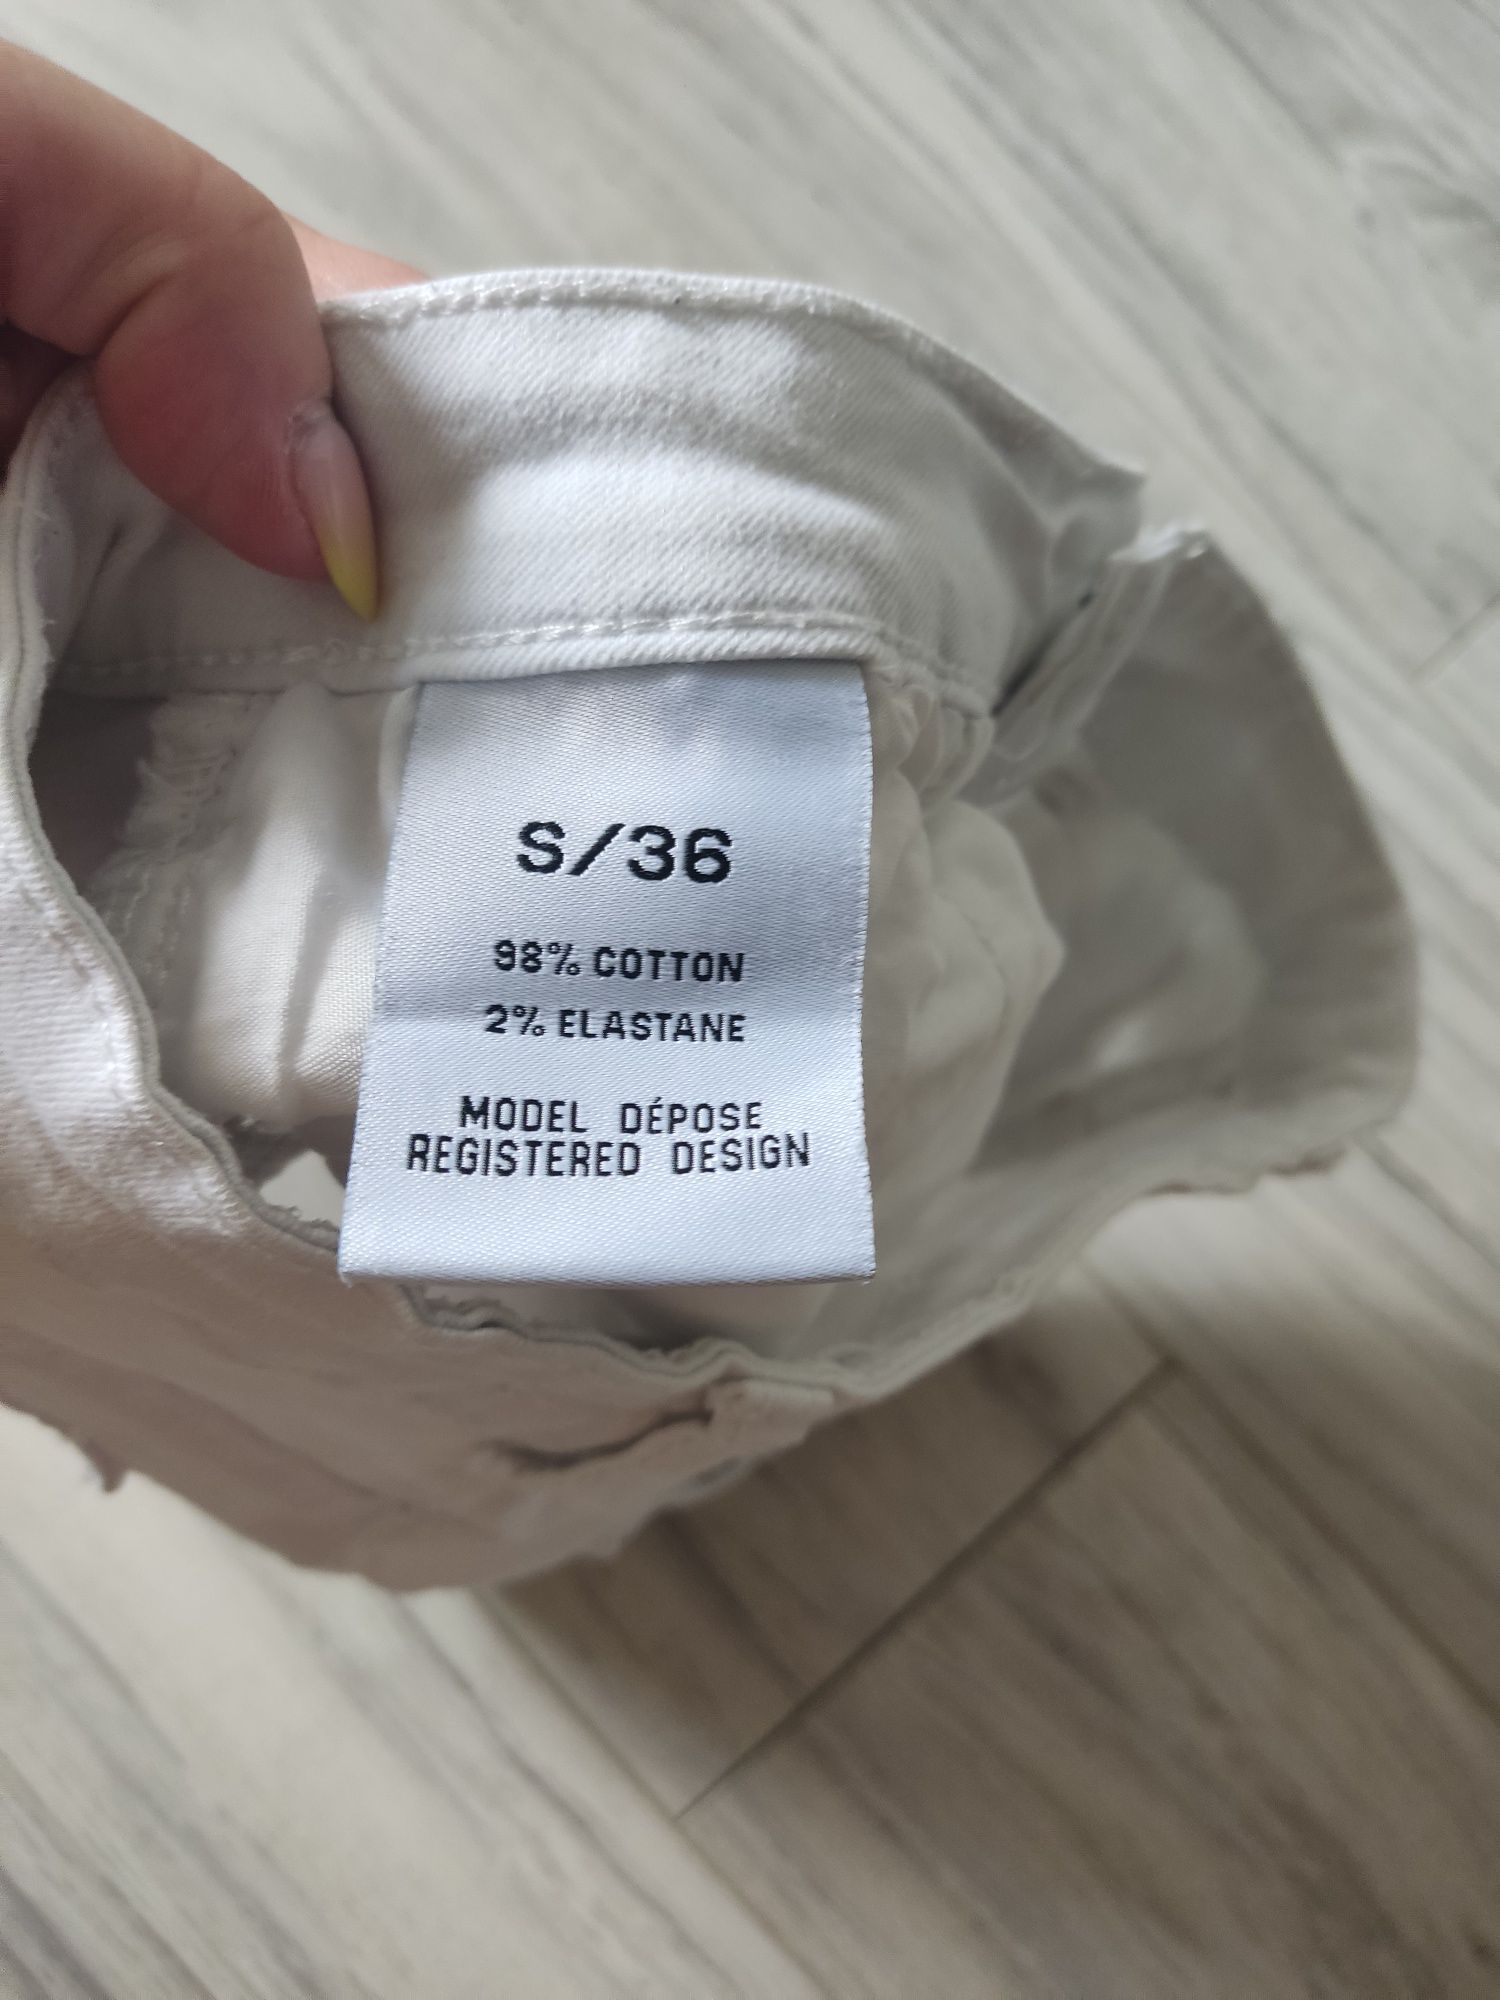 S/36
98% COTTON
2% ELASTANE
MODEL DÉPOSE
REGISTERED DESIGN